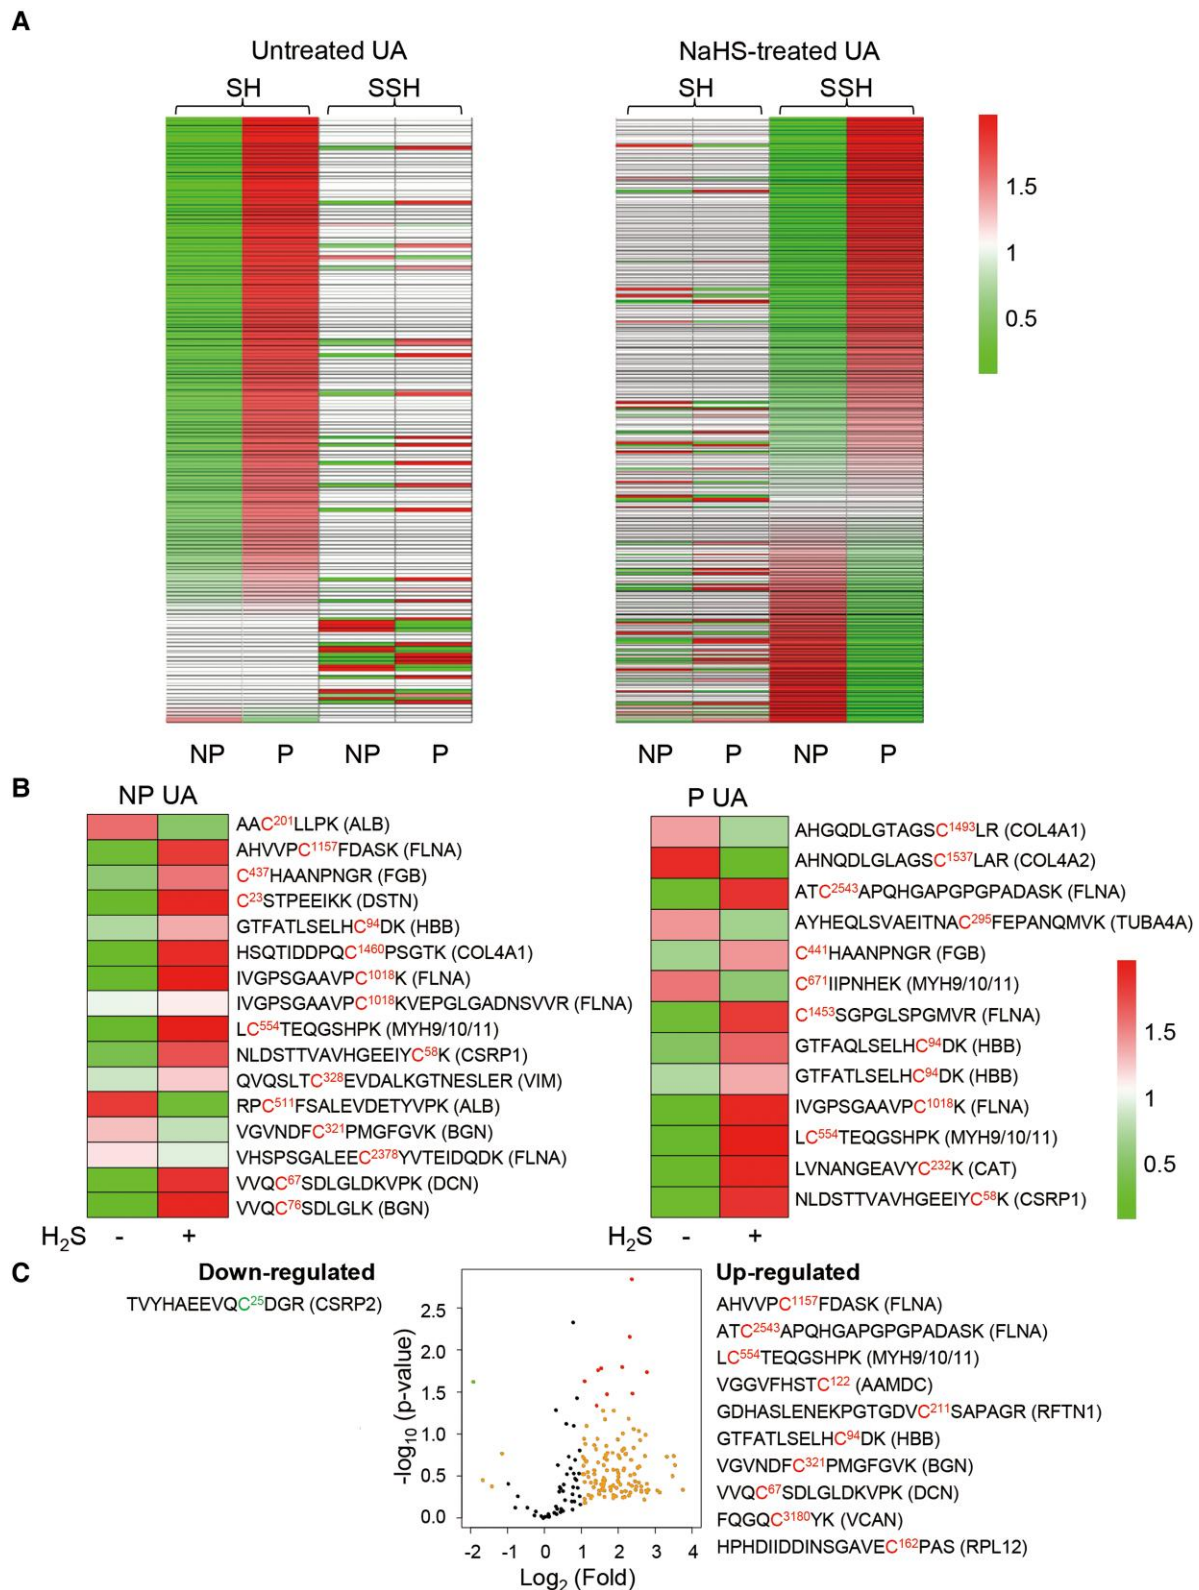 A
Untreated UA
NaHS-treated UA
SH SSH
SH SSH
1.5
1
0.5
NP P NP P
NP P NP P
B
NP UA
AAC201LLPK (ALB)
AHVVPC1157FDASK (FLNA)
C437HAANPNGR (FGB)
C23STPEEIKK (DSTN)
GTFATLSELHC94DK (HBB)
HSQTIDDPQC1460PSGTK (COL4A1)
IVGPSGAAVPC1018K (FLNA)
IVGPSGAAVPC1018KVEPGLGADNSVVR (FLNA)
LC554TEQGSHPK (MYH9/10/11)
NLDSTTVAVHGEEIYC58K (CSRP1)
QVQSLTC328EVDALKGTNESLER (VIM)
RPC511FSALEVDETYVPK (ALB)
VGVNDFC321PMGFGVK (BGN)
VHSPSGALEEC2378YVTEIDQDK (FLNA)
VVQC67SDLGLDKVPK (DCN)
VVQC76SDLGLK (BGN)
H2S - +
P UA
AHGQDLGTAGSC1493LR (COL4A1)
AHNQDLGLAGSC1537LAR (COL4A2)
ATC2543APQHGAPGPGPADASK (FLNA)
AYHEQLSVAEITNAC295FEPANQMVK (TUBA4A)
C441HAANPNGR (FGB)
C671IIPNHEK (MYH9/10/11)
C1453SGPGLSPGMVR (FLNA)
GTFAQLSELHC94DK (HBB)
GTFATLSELHC94DK (HBB)
IVGPSGAAVPC1018K (FLNA)
LC554TEQGSHPK (MYH9/10/11)
LVNANGEAVYC232K (CAT)
NLDSTTVAVHGEEIYC58K (CSRP1)
H2S - +
1.5
1
0.5
C
Down-regulated
TVYHAEEVQC25DGR (CSRP2)
-log10 (p-value)
2.5
2.0
1.5
1.0
0.5
0.0
-2 -1 0 1 2 3 4
Log2 (Fold)
Up-regulated
AHVVPC1157FDASK (FLNA)
ATC2543APQHGAPGPGPADASK (FLNA)
LC554TEQGSHPK (MYH9/10/11)
VGGVFHSTC122 (AAMDC)
GDHASLENEKPGTGDVC211SAPAGR (RFTN1)
GTFATLSELHC94DK (HBB)
VGVNDFC321PMGFGVK (BGN)
VVQC67SDLGLDKVPK (DCN)
FQGQC3180YK (VCAN)
HPHDIIDDINSGAVEC162PAS (RPL12)